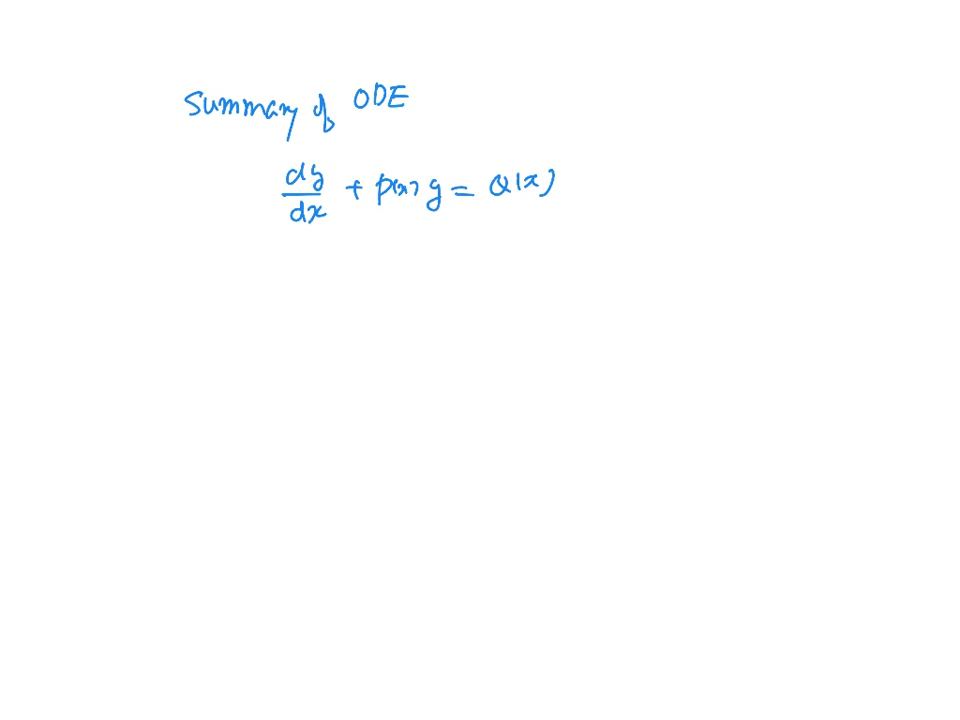 Summary of ODE
dy/dx + p(x) y = Q(x)